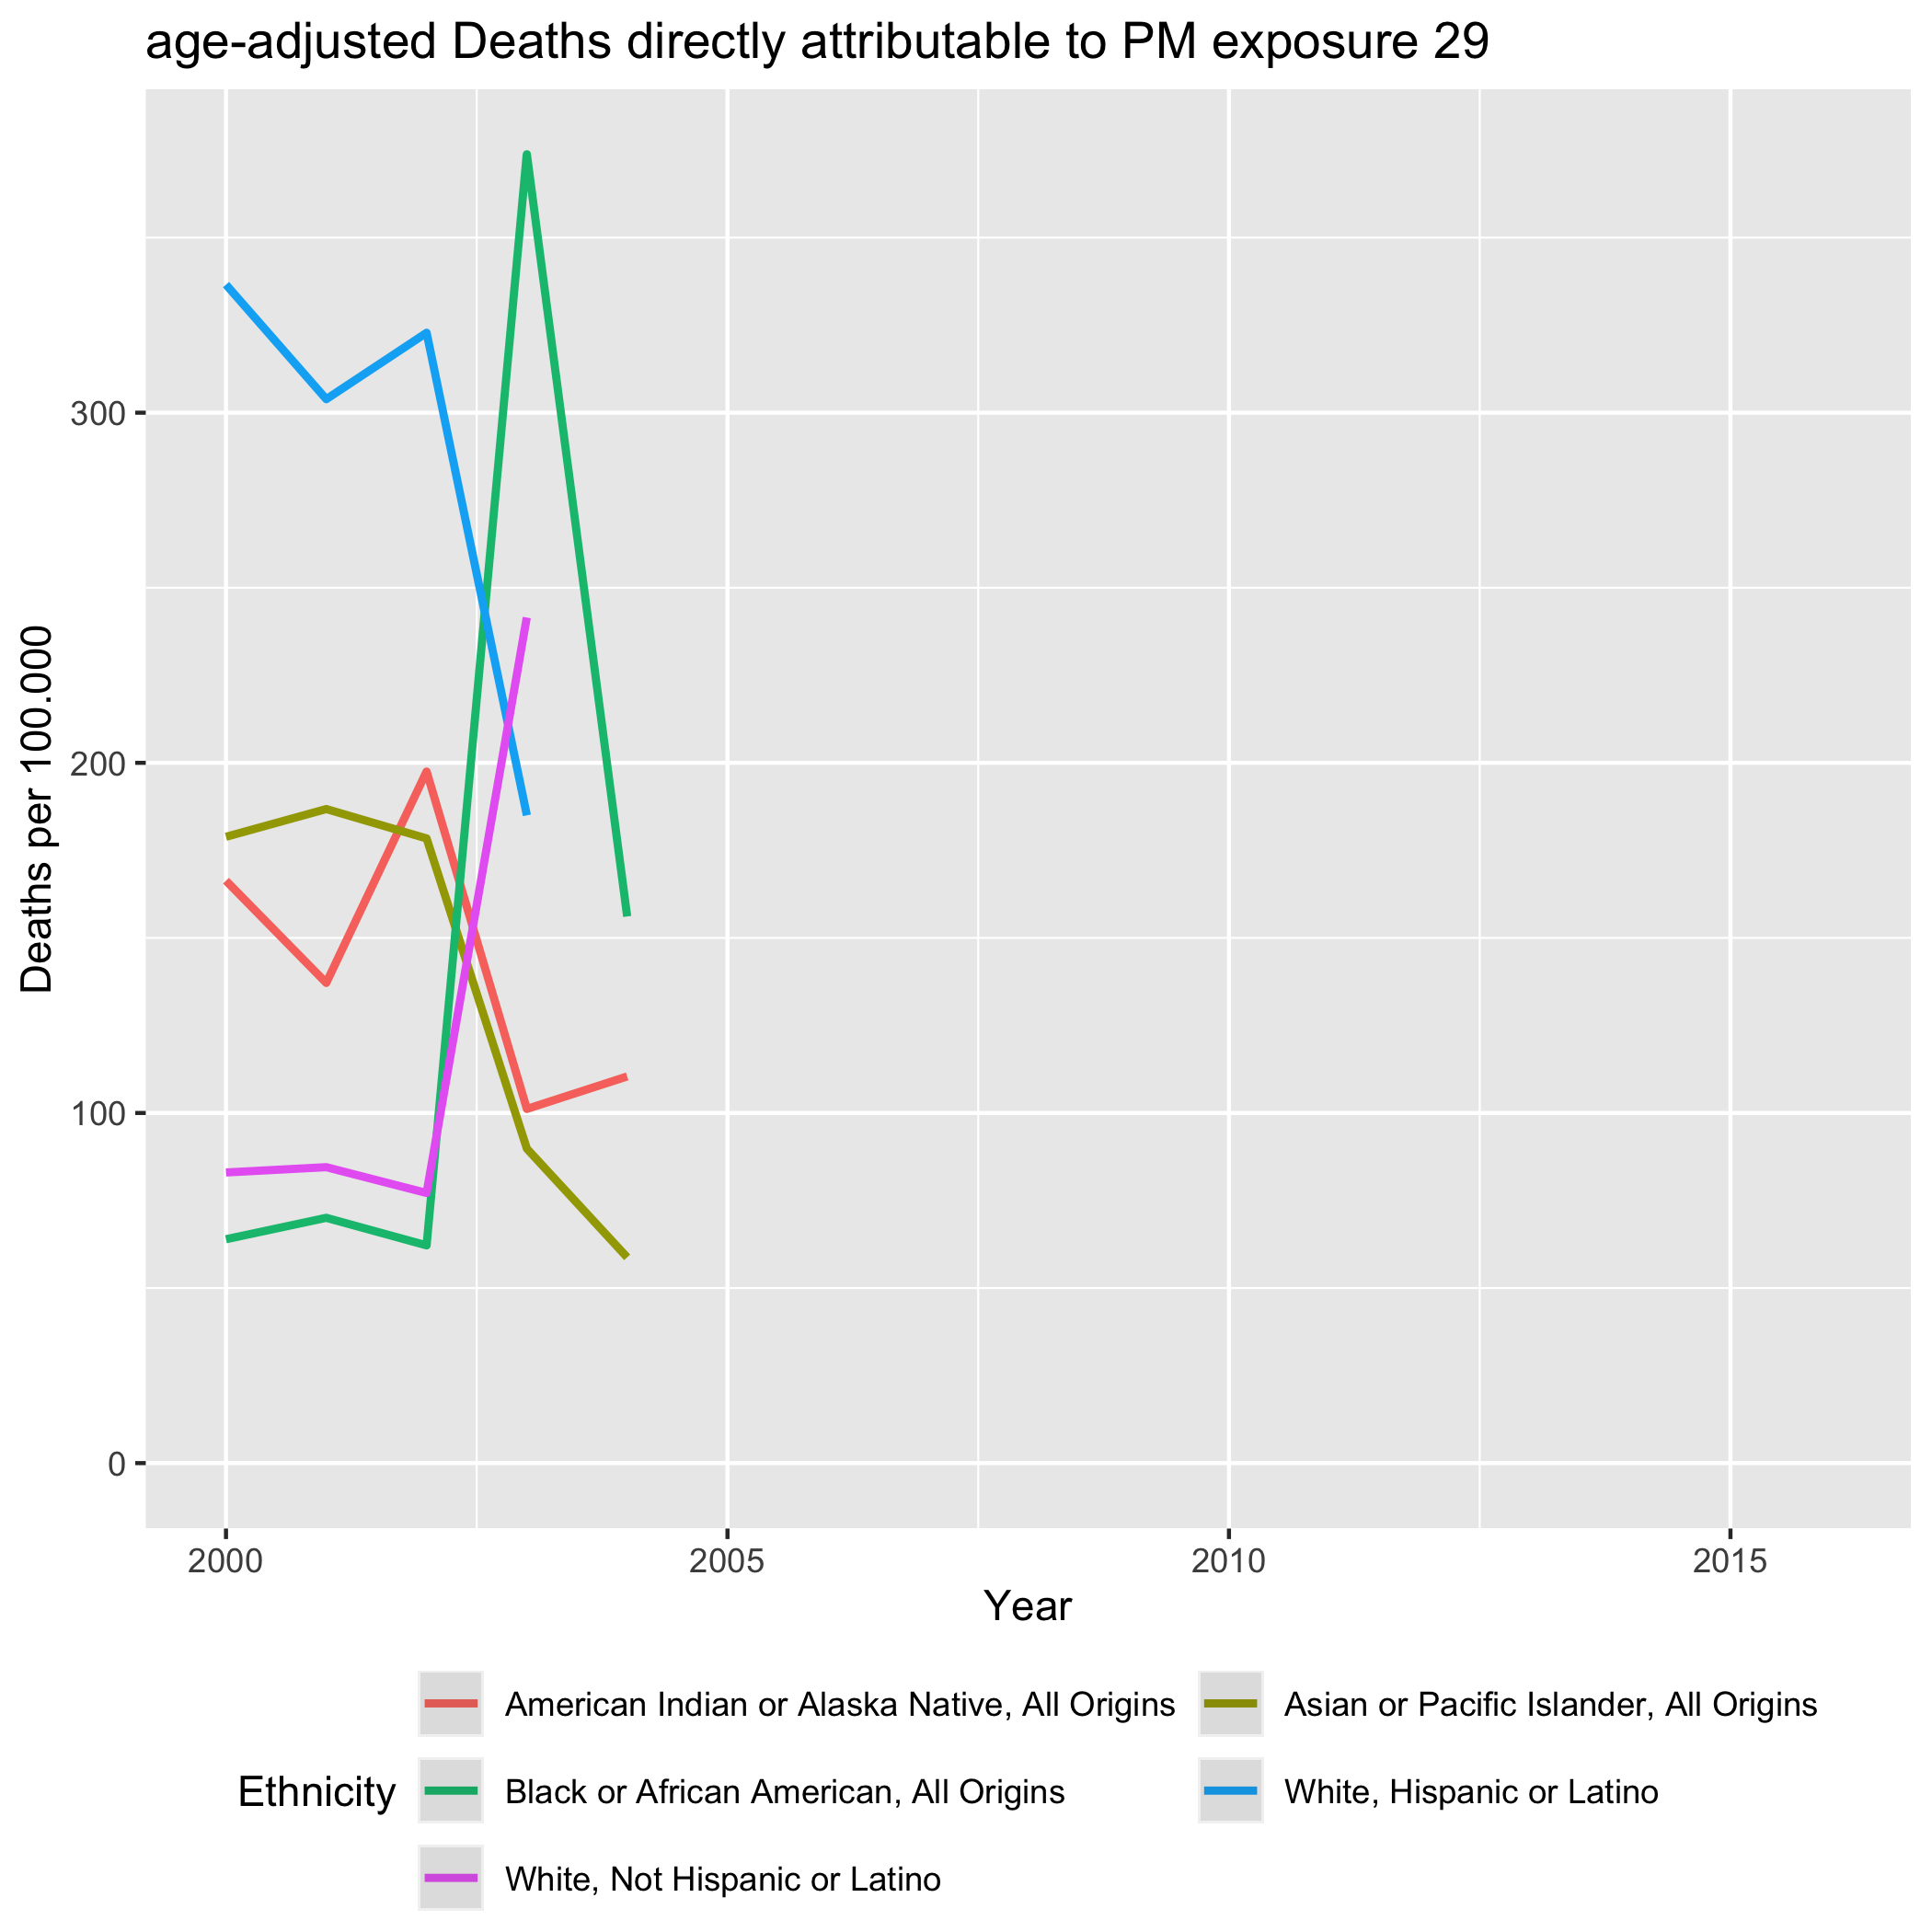 age-adjusted Deaths directly attributable to PM exposure 29
Deaths per 100.000
300
200
100
0
2000 2005 2010 2015
Year
Ethnicity
American Indian or Alaska Native, All Origins Asian or Pacific Islander, All Origins
Black or African American, All Origins White, Hispanic or Latino
White, Not Hispanic or Latino